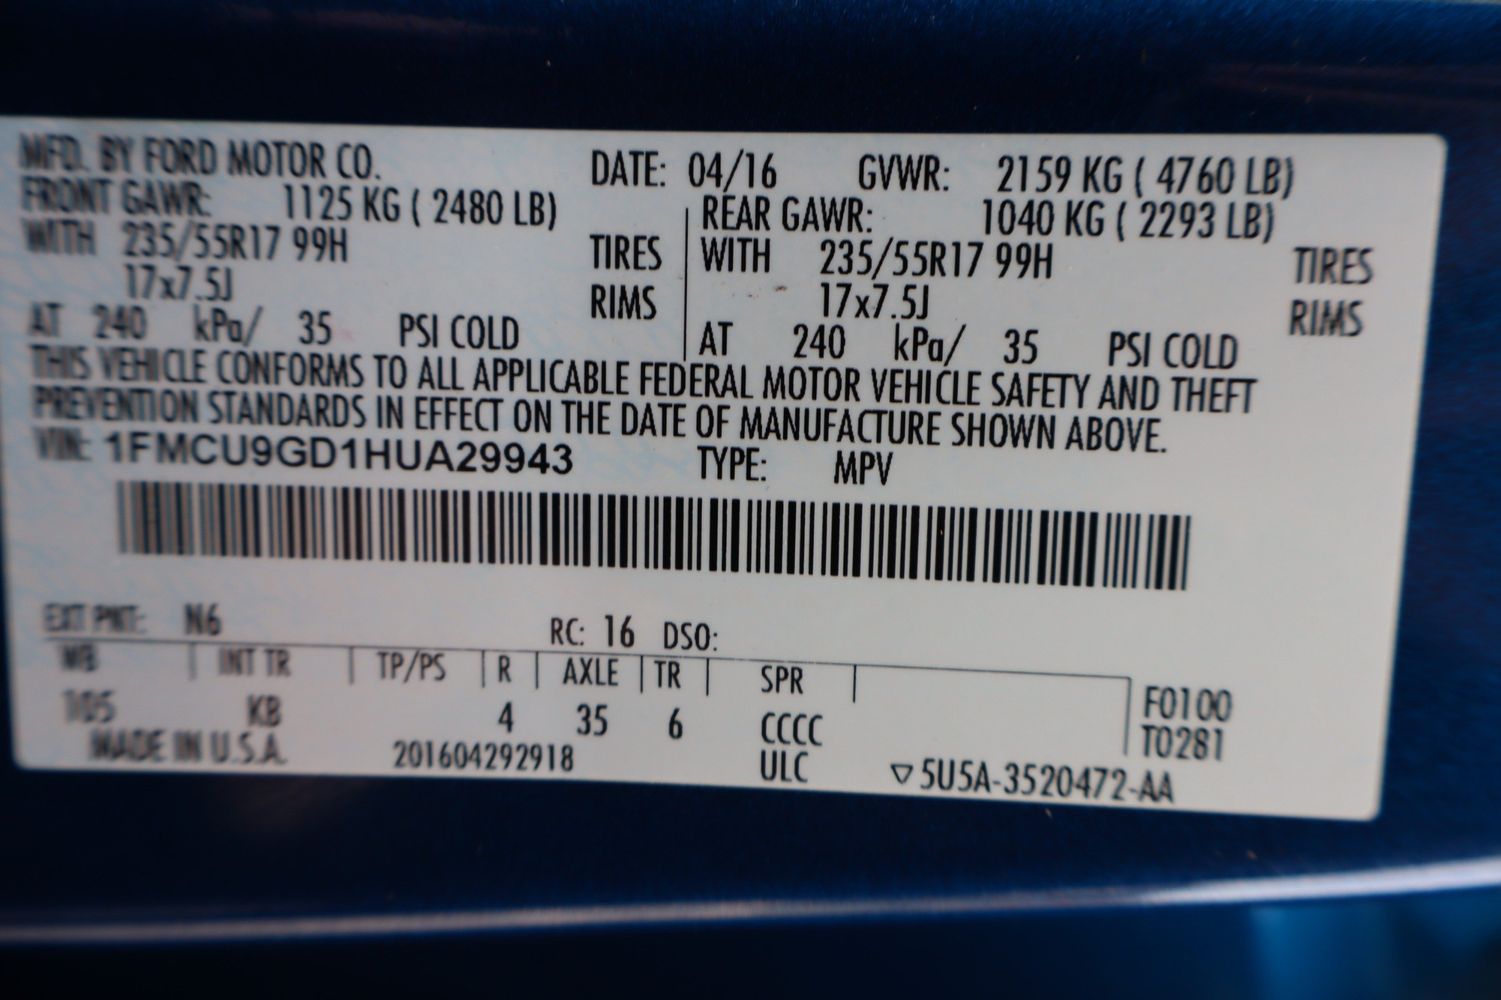 MFD. BY FORD MOTOR CO. DATE: 04/16 GVWR: 2159 KG ( 4760 LB)
FRONT GAWR: 1125 KG ( 2480 LB) REAR GAWR: 1040 KG ( 2293 LB)
WITH 235/55R17 99H TIRES WITH 235/55R17 99H TIRES
17x7.5J RIMS 17x7.5J RIMS
AT 240 kPa/ 35 PSI COLD AT 240 kPa/ 35 PSI COLD
THIS VEHICLE CONFORMS TO ALL APPLICABLE FEDERAL MOTOR VEHICLE SAFETY AND THEFT
PREVENTION STANDARDS IN EFFECT ON THE DATE OF MANUFACTURE SHOWN ABOVE.
VIN: 1FMCU9GD1HUA29943 TYPE: MPV
EXT PNT: N6 RC: 16 DSO:
WB INT TR TP/PS R AXLE TR SPR
105 KB 4 35 6 CCCC F0100
T0281
MADE IN U.S.A. 201604292918 ULC ▽5U5A-3520472-AA